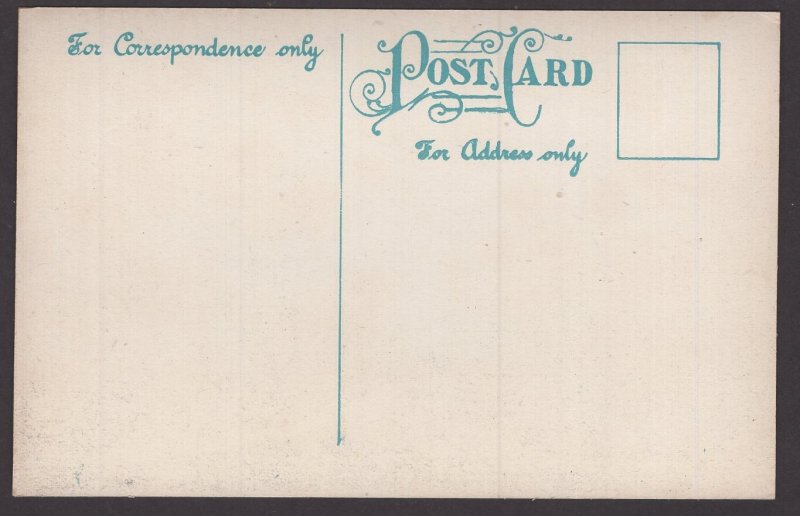 For Correspondence only
POST CARD
For Address only